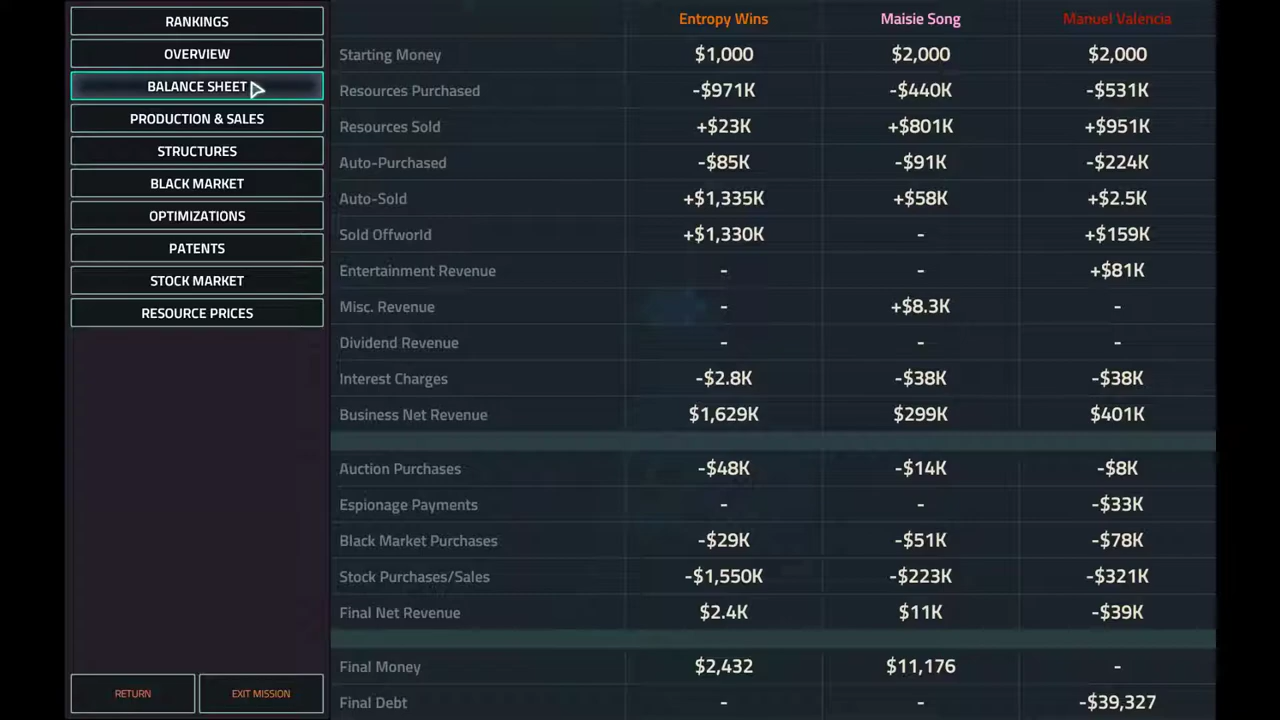 RANKINGS
OVERVIEW
BALANCE SHEET
PRODUCTION & SALES
STRUCTURES
BLACK MARKET
OPTIMIZATIONS
PATENTS
STOCK MARKET
RESOURCE PRICES
RETURN
EXIT MISSION
Entropy Wins Maisie Song Manuel Valencia
Starting Money $1,000 $2,000 $2,000
Resources Purchased -$971K -$440K -$531K
Resources Sold +$23K +$801K +$951K
Auto-Purchased -$85K -$91K -$224K
Auto-Sold +$1,335K +$58K +$2.5K
Sold Offworld +$1,330K - +$159K
Entertainment Revenue - - +$81K
Misc. Revenue - +$8.3K -
Dividend Revenue - - -
Interest Charges -$2.8K -$38K -$38K
Business Net Revenue $1,629K $299K $401K
Auction Purchases -$48K -$14K -$8K
Espionage Payments - - -$33K
Black Market Purchases -$29K -$51K -$78K
Stock Purchases/Sales -$1,550K -$223K -$321K
Final Net Revenue $2.4K $11K -$39K
Final Money $2,432 $11,176 -
Final Debt - - -$39,327